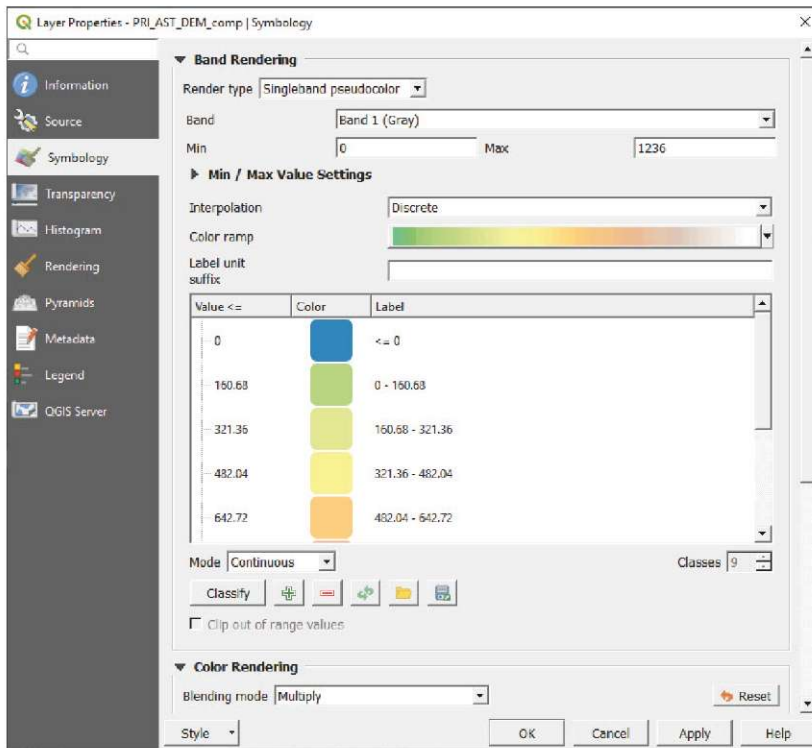 Layer Properties - PRI_AST_DEM_comp | Symbology
Information
Source
Symbology
Transparency
Histogram
Rendering
Pyramids
Metadata
Legend
QGIS Server
Band Rendering
Render type Singleband pseudocolor
Band Band 1 (Gray)
Min 0 Max 1236
Min / Max Value Settings
Interpolation Discrete
Color ramp
Label unit
suffix
Value <= Color Label
0 <= 0
160.68 0 - 160.68
321.36 160.68 - 321.36
482.04 321.36 - 482.04
642.72 482.04 - 642.72
Mode Continuous Classes 9
Classify
Clip out of range values
Color Rendering
Blending mode Multiply Reset
Style OK Cancel Apply Help